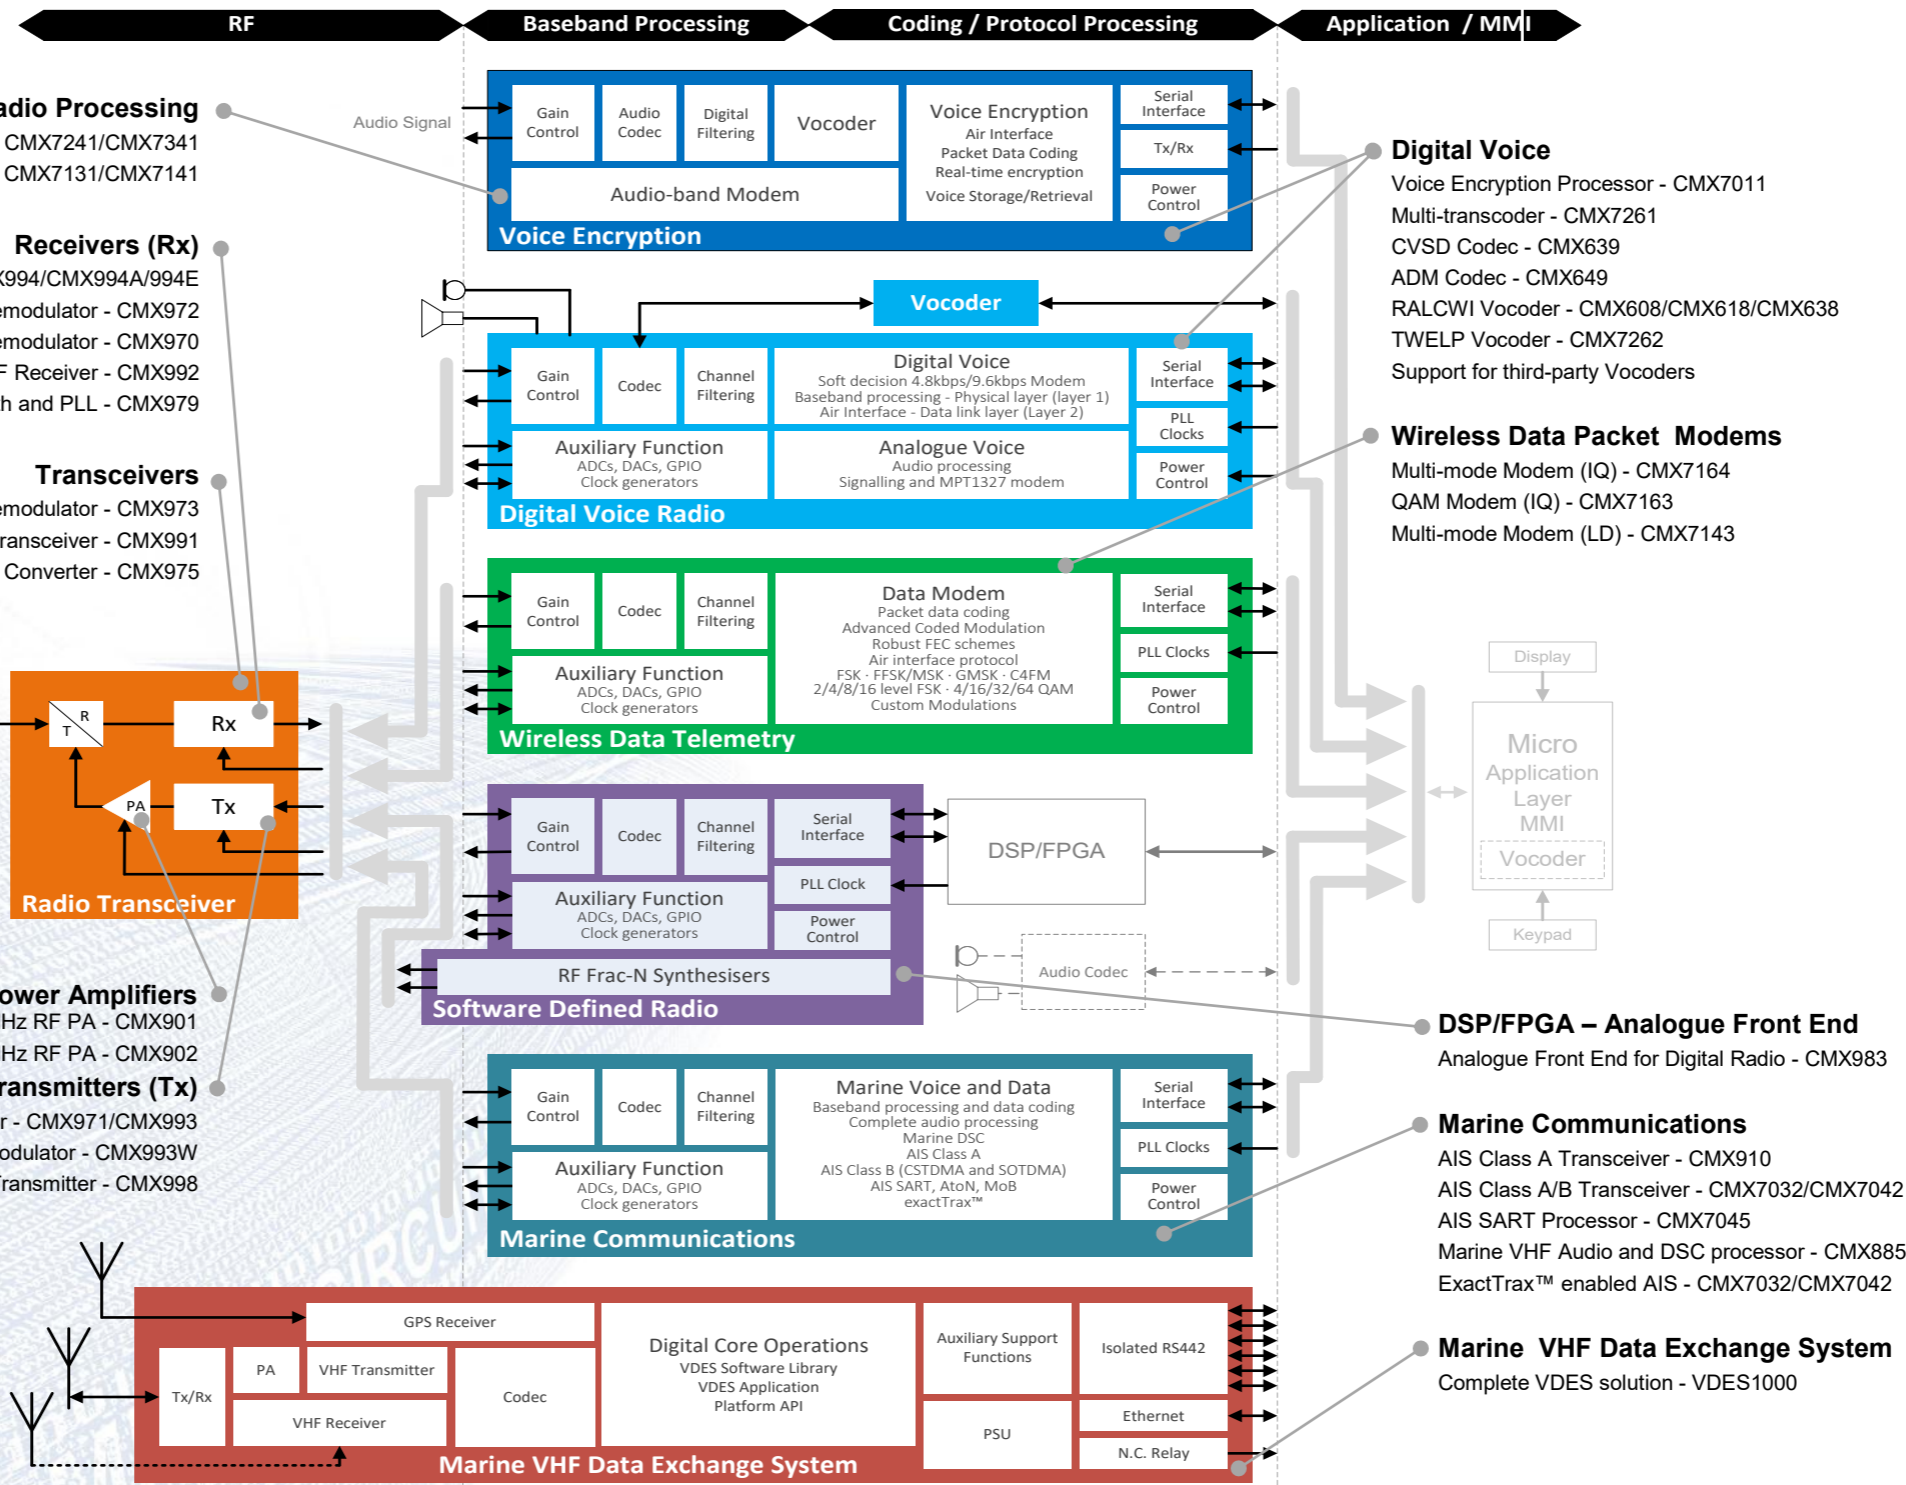 RF
Baseband Processing
Coding / Protocol Processing
Application / MMI
adio Processing
CMX7241/CMX7341
CMX7131/CMX7141
Receivers (Rx)
X994/CMX994A/994E
emodulator - CMX972
emodulator - CMX970
F Receiver - CMX992
th and PLL - CMX979
Transceivers
emodulator - CMX973
ransceiver - CMX991
Converter - CMX975
R
T
Rx
PA
Tx
Radio Transceiver
ower Amplifiers
Hz RF PA - CMX901
Hz RF PA - CMX902
ransmitters (Tx)
r - CMX971/CMX993
odulator - CMX993W
Transmitter - CMX998
Audio Signal
Gain
Control
Audio
Codec
Digital
Filtering
Vocoder
Audio-band Modem
Voice Encryption
Air Interface
Packet Data Coding
Real-time encryption
Voice Storage/Retrieval
Serial
Interface
Tx/Rx
Power
Control
Voice Encryption
Vocoder
Gain
Control
Codec
Channel
Filtering
Digital Voice
Soft decision 4.8kbps/9.6kbps Modem
Baseband processing - Physical layer (layer 1)
Air Interface - Data link layer (Layer 2)
Serial
Interface
PLL
Clocks
Power
Control
Auxiliary Function
ADCs, DACs, GPIO
Clock generators
Analogue Voice
Audio processing
Signalling and MPT1327 modem
Digital Voice Radio
Gain
Control
Codec
Channel
Filtering
Auxiliary Function
ADCs, DACs, GPIO
Clock generators
Data Modem
Packet data coding
Advanced Coded Modulation
Robust FEC schemes
Air interface protocol
FSK · FFSK/MSK · GMSK · C4FM
2/4/8/16 level FSK · 4/16/32/64 QAM
Custom Modulations
Serial
Interface
PLL Clocks
Power
Control
Wireless Data Telemetry
Gain
Control
Codec
Channel
Filtering
Serial
Interface
PLL Clock
Power
Control
Auxiliary Function
ADCs, DACs, GPIO
Clock generators
RF Frac-N Synthesisers
Software Defined Radio
DSP/FPGA
Audio Codec
Gain
Control
Codec
Channel
Filtering
Auxiliary Function
ADCs, DACs, GPIO
Clock generators
Marine Voice and Data
Baseband processing and data coding
Complete audio processing
Marine DSC
AIS Class A
AIS Class B (CSTDMA and SOTDMA)
AIS SART, AtoN, MoB
exactTrax™
Serial
Interface
PLL Clocks
Power
Control
Marine Communications
GPS Receiver
Tx/Rx
PA
VHF Transmitter
VHF Receiver
Codec
Digital Core Operations
VDES Software Library
VDES Application
Platform API
Auxiliary Support
Functions
PSU
Isolated RS442
Ethernet
N.C. Relay
Marine VHF Data Exchange System
Digital Voice
Voice Encryption Processor - CMX7011
Multi-transcoder - CMX7261
CVSD Codec - CMX639
ADM Codec - CMX649
RALCWI Vocoder - CMX608/CMX618/CMX638
TWELP Vocoder - CMX7262
Support for third-party Vocoders
Wireless Data Packet Modems
Multi-mode Modem (IQ) - CMX7164
QAM Modem (IQ) - CMX7163
Multi-mode Modem (LD) - CMX7143
Display
Micro
Application
Layer
MMI
Vocoder
Keypad
DSP/FPGA – Analogue Front End
Analogue Front End for Digital Radio - CMX983
Marine Communications
AIS Class A Transceiver - CMX910
AIS Class A/B Transceiver - CMX7032/CMX7042
AIS SART Processor - CMX7045
Marine VHF Audio and DSC processor - CMX885
ExactTrax™ enabled AIS - CMX7032/CMX7042
Marine VHF Data Exchange System
Complete VDES solution - VDES1000